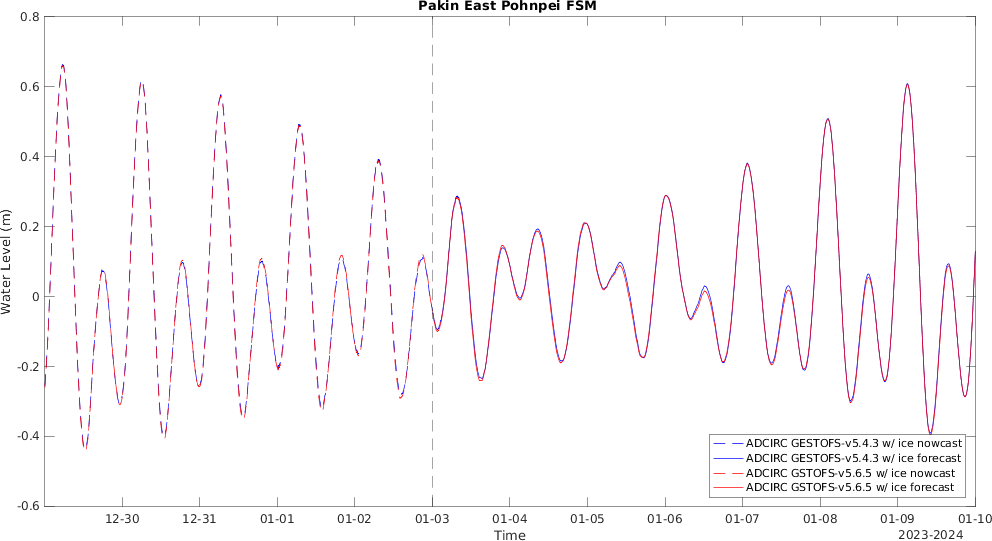 Pakin East Pohnpei FSM
Water Level (m)
0.8
0.6
0.4
0.2
0
-0.2
-0.4
-0.6
ADCIRC GESTOFS-v5.4.3 w/ ice nowcast
ADCIRC GESTOFS-v5.4.3 w/ ice forecast
ADCIRC GSTOFS-v5.6.5 w/ ice nowcast
ADCIRC GSTOFS-v5.6.5 w/ ice forecast
12-30 12-31 01-01 01-02 01-03 01-04 01-05 01-06 01-07 01-08 01-09 01-10
Time
2023-2024